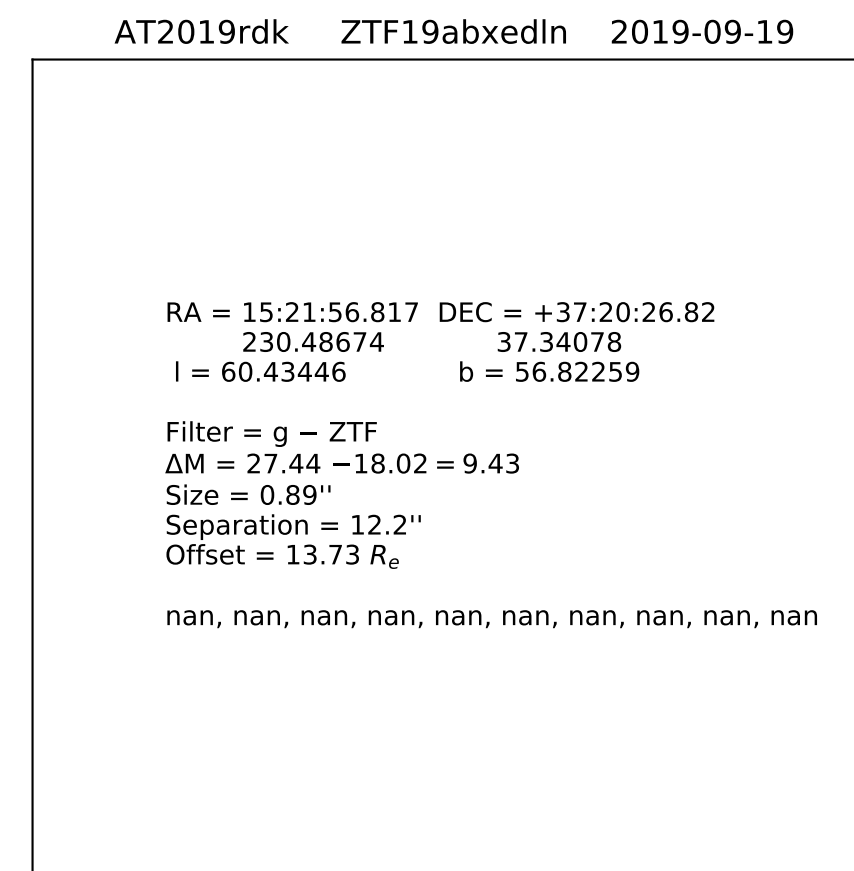 AT2019rdk ZTF19abxedln 2019-09-19
RA = 15:21:56.817 DEC = +37:20:26.82
230.48674 37.34078
l = 60.43446 b = 56.82259
Filter = g − ZTF
ΔM = 27.44 −18.02 = 9.43
Size = 0.89''
Separation = 12.2''
Offset = 13.73 Re
nan, nan, nan, nan, nan, nan, nan, nan, nan, nan